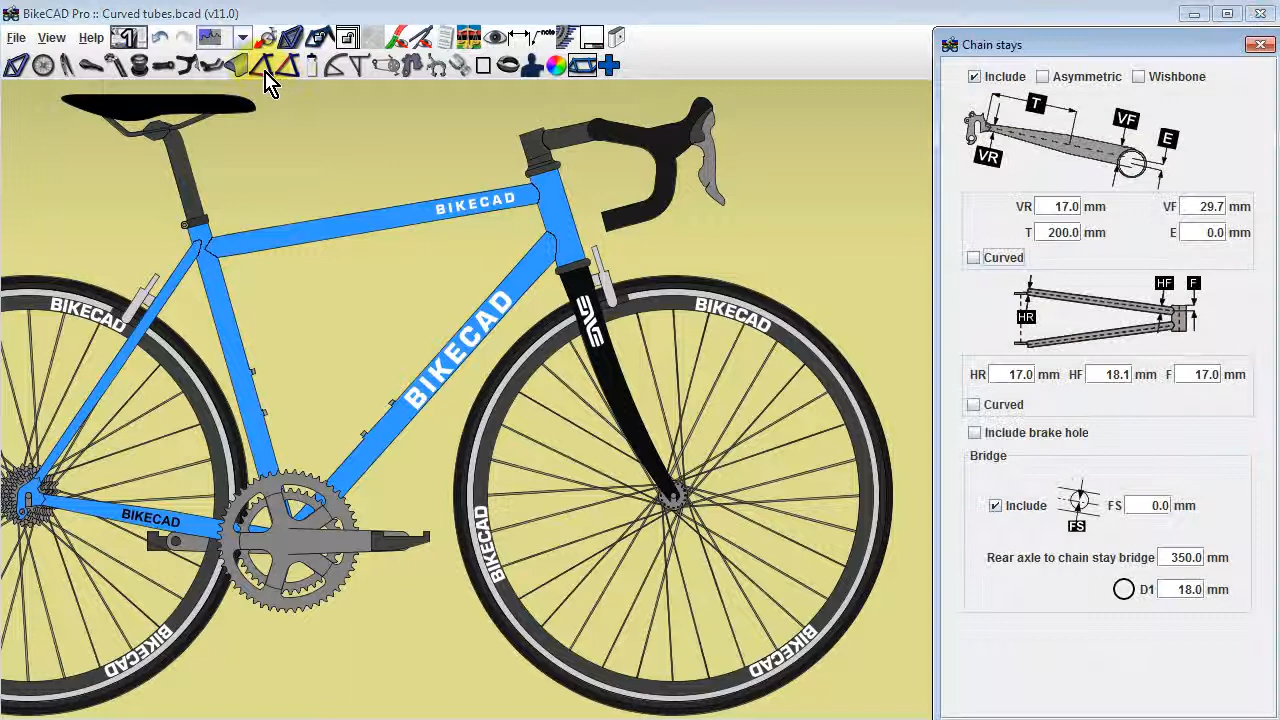 BikeCAD Pro :: Curved tubes.bcad (v11.0)
File View Help 1 note
Chain stays
Include Asymmetric Wishbone
T
VF
E
VR
VR 17.0 mm VF 29.7 mm
T 200.0 mm E 0.0 mm
Curved
HF F
HR
HR 17.0 mm HF 18.1 mm F 17.0 mm
Curved
Include brake hole
Bridge
Include FS 0.0 mm
FS
Rear axle to chain stay bridge 350.0 mm
D1 18.0 mm
BIKECAD
BIKECAD
BIKECAD
BIKECAD
BIKECAD
BIKECAD
BIKECAD
BIKECAD